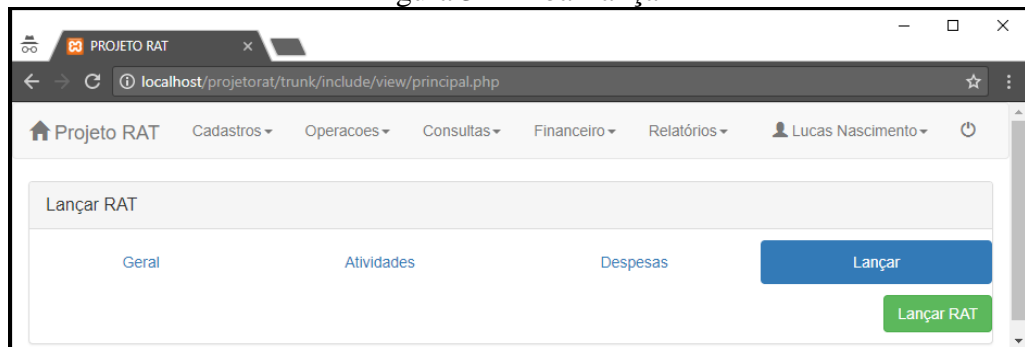 PROJETO RAT
localhost/projetorat/trunk/include/view/principal.php
Projeto RAT Cadastros Operacoes Consultas Financeiro Relatórios Lucas Nascimento
Lançar RAT
Geral Atividades Despesas Lançar
Lançar RAT